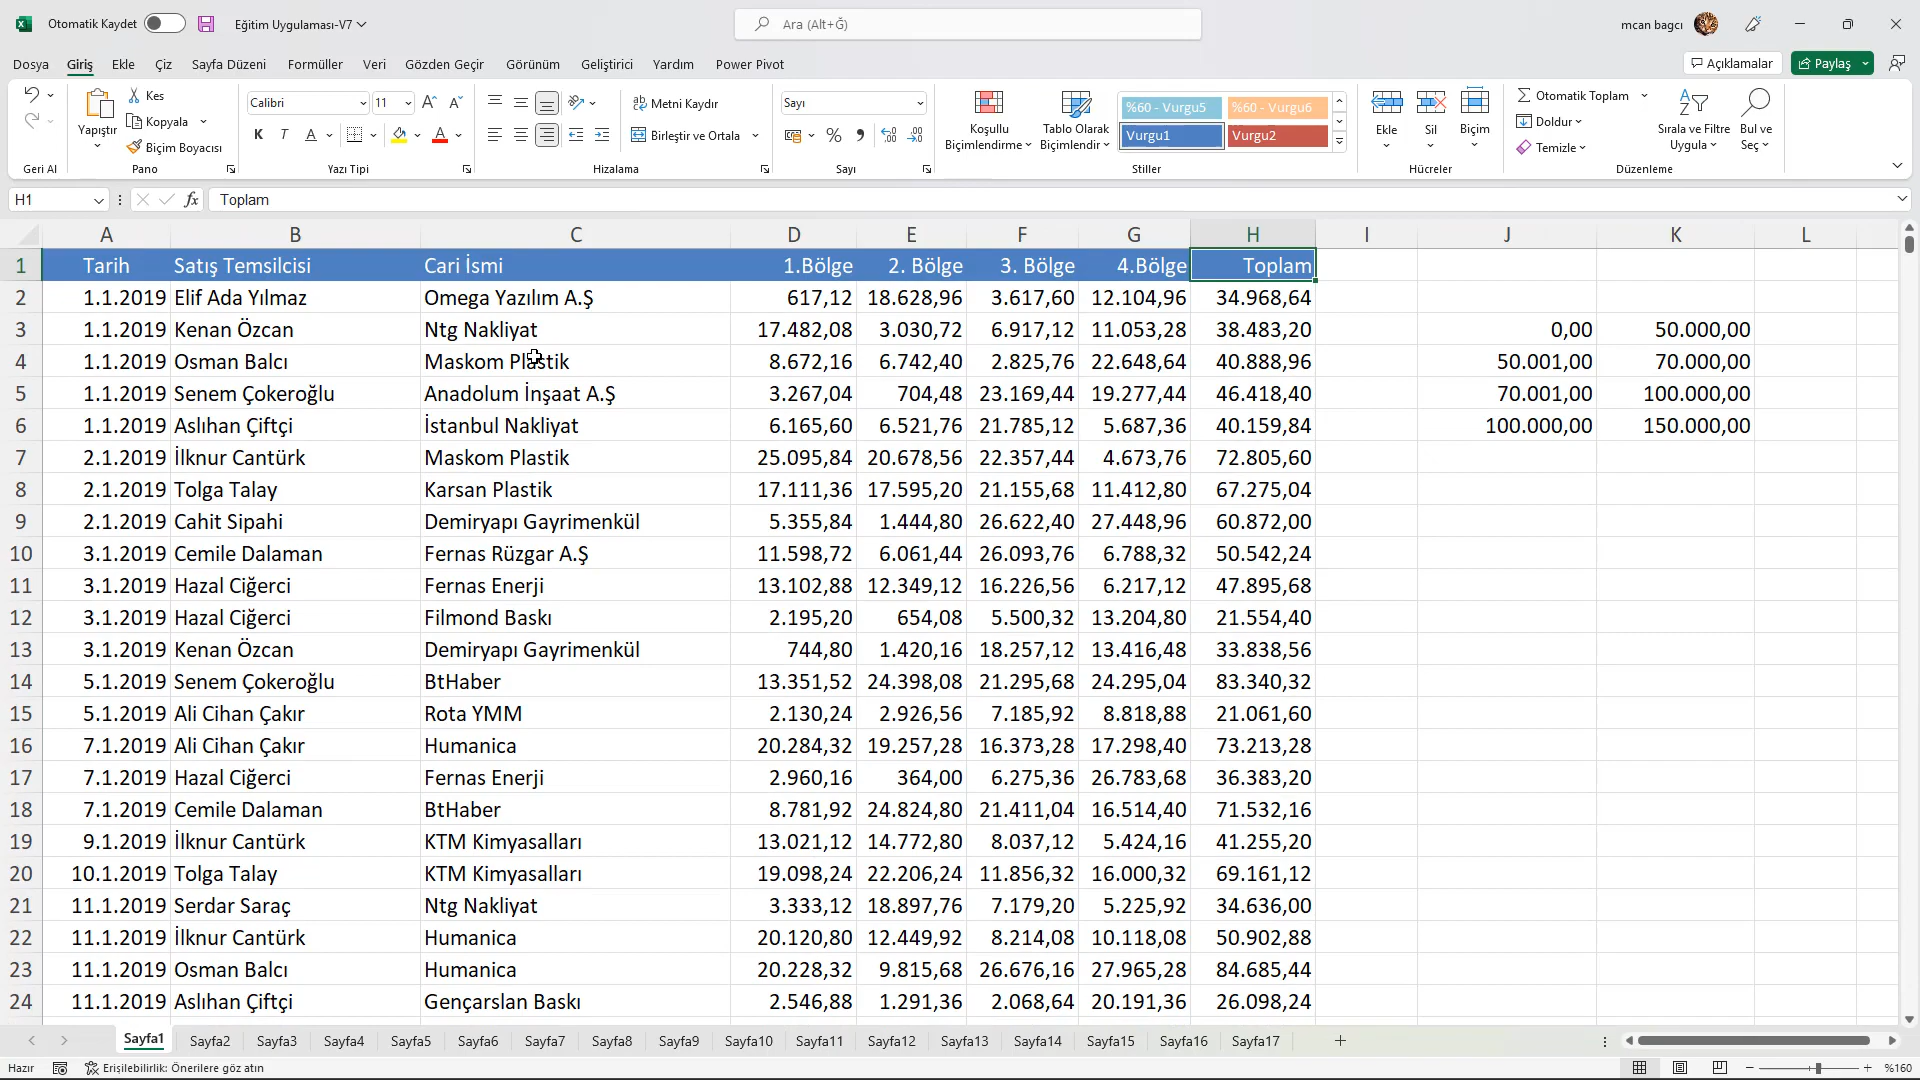 Otomatik Kaydet Eğitim Uygulaması-V7 Ara (Alt+Ğ) mcan bagcı
Dosya Giriş Ekle Çiz Sayfa Düzeni Formüller Veri Gözden Geçir Görünüm Geliştirici Yardım Power Pivot Açıklamalar Paylaş
Yapıştır Kes Kopyala Biçim Boyacısı
Calibri 11
K T A A
Metni Kaydır
Birleştir ve Ortala
Sayı
Koşullu Biçimlendirme
Tablo Olarak Biçimlendir
%60 - Vurgu5 %60 - Vurgu6
Vurgu1 Vurgu2
Ekle Sil Biçim
Otomatik Toplam
Doldur
Temizle
Sırala ve Filtre Uygula
Bul ve Seç
Geri Al Pano Yazı Tipi Hizalama Sayı Stiller Hücreler Düzenleme
H1 fx Toplam
A B C D E F G H I J K L
1 Tarih Satış Temsilcisi Cari İsmi 1.Bölge 2. Bölge 3. Bölge 4.Bölge Toplam
2 1.1.2019 Elif Ada Yılmaz Omega Yazılım A.Ş 617,12 18.628,96 3.617,60 12.104,96 34.968,64
3 1.1.2019 Kenan Özcan Ntg Nakliyat 17.482,08 3.030,72 6.917,12 11.053,28 38.483,20 0,00 50.000,00
4 1.1.2019 Osman Balcı Maskom Plastik 8.672,16 6.742,40 2.825,76 22.648,64 40.888,96 50.001,00 70.000,00
5 1.1.2019 Senem Çokeroğlu Anadolum İnşaat A.Ş 3.267,04 704,48 23.169,44 19.277,44 46.418,40 70.001,00 100.000,00
6 1.1.2019 Aslıhan Çiftçi İstanbul Nakliyat 6.165,60 6.521,76 21.785,12 5.687,36 40.159,84 100.000,00 150.000,00
7 2.1.2019 İlknur Cantürk Maskom Plastik 25.095,84 20.678,56 22.357,44 4.673,76 72.805,60
8 2.1.2019 Tolga Talay Karsan Plastik 17.111,36 17.595,20 21.155,68 11.412,80 67.275,04
9 2.1.2019 Cahit Sipahi Demiryapı Gayrimenkül 5.355,84 1.444,80 26.622,40 27.448,96 60.872,00
10 3.1.2019 Cemile Dalaman Fernas Rüzgar A.Ş 11.598,72 6.061,44 26.093,76 6.788,32 50.542,24
11 3.1.2019 Hazal Ciğerci Fernas Enerji 13.102,88 12.349,12 16.226,56 6.217,12 47.895,68
12 3.1.2019 Hazal Ciğerci Filmond Baskı 2.195,20 654,08 5.500,32 13.204,80 21.554,40
13 3.1.2019 Kenan Özcan Demiryapı Gayrimenkül 744,80 1.420,16 18.257,12 13.416,48 33.838,56
14 5.1.2019 Senem Çokeroğlu BtHaber 13.351,52 24.398,08 21.295,68 24.295,04 83.340,32
15 5.1.2019 Ali Cihan Çakır Rota YMM 2.130,24 2.926,56 7.185,92 8.818,88 21.061,60
16 7.1.2019 Ali Cihan Çakır Humanica 20.284,32 19.257,28 16.373,28 17.298,40 73.213,28
17 7.1.2019 Hazal Ciğerci Fernas Enerji 2.960,16 364,00 6.275,36 26.783,68 36.383,20
18 7.1.2019 Cemile Dalaman BtHaber 8.781,92 24.824,80 21.411,04 16.514,40 71.532,16
19 9.1.2019 İlknur Cantürk KTM Kimyasalları 13.021,12 14.772,80 8.037,12 5.424,16 41.255,20
20 10.1.2019 Tolga Talay KTM Kimyasalları 19.098,24 22.206,24 11.856,32 16.000,32 69.161,12
21 11.1.2019 Serdar Saraç Ntg Nakliyat 3.333,12 18.897,76 7.179,20 5.225,92 34.636,00
22 11.1.2019 İlknur Cantürk Humanica 20.120,80 12.449,92 8.214,08 10.118,08 50.902,88
23 11.1.2019 Osman Balcı Humanica 20.228,32 9.815,68 26.676,16 27.965,28 84.685,44
24 11.1.2019 Aslıhan Çiftçi Gençarslan Baskı 2.546,88 1.291,36 2.068,64 20.191,36 26.098,24
Sayfa1 Sayfa2 Sayfa3 Sayfa4 Sayfa5 Sayfa6 Sayfa7 Sayfa8 Sayfa9 Sayfa10 Sayfa11 Sayfa12 Sayfa13 Sayfa14 Sayfa15 Sayfa16 Sayfa17
Hazır Erişilebilirlik: Önerilere göz atın %160